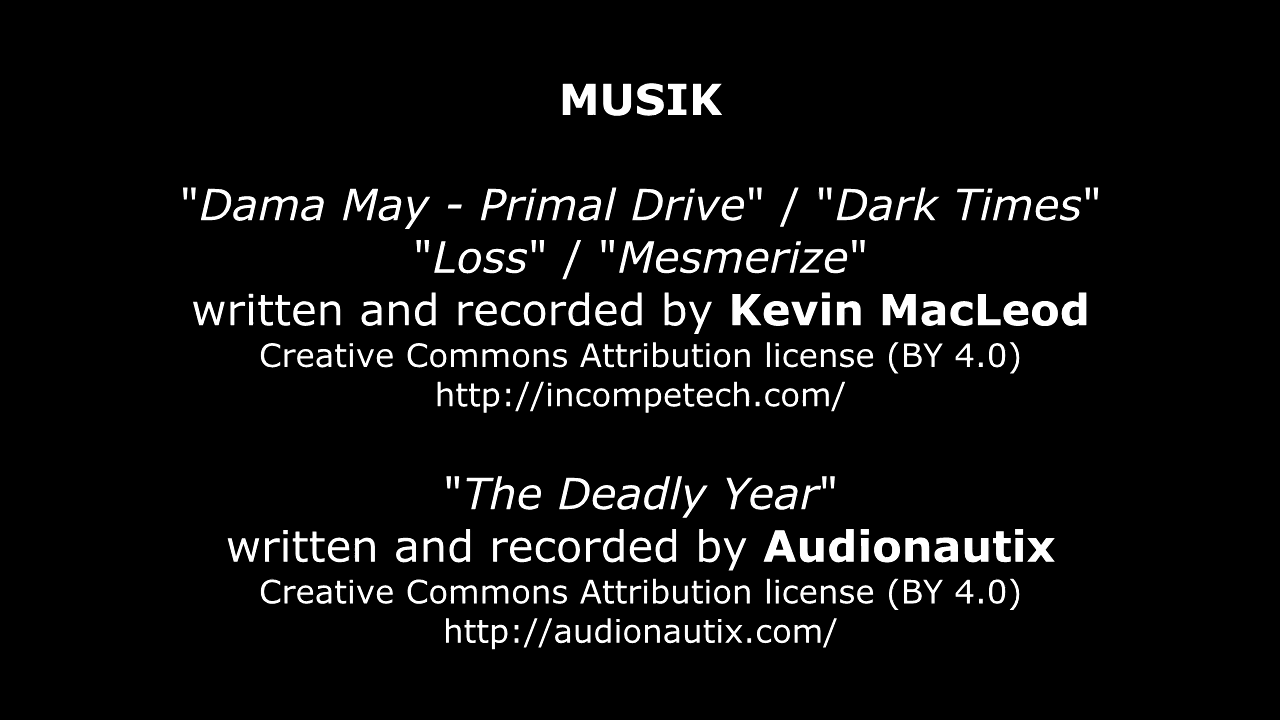 MUSIK
"Dama May - Primal Drive" / "Dark Times"
"Loss" / "Mesmerize"
written and recorded by Kevin MacLeod
Creative Commons Attribution license (BY 4.0)
http://incompetech.com/
"The Deadly Year"
written and recorded by Audionautix
Creative Commons Attribution license (BY 4.0)
http://audionautix.com/